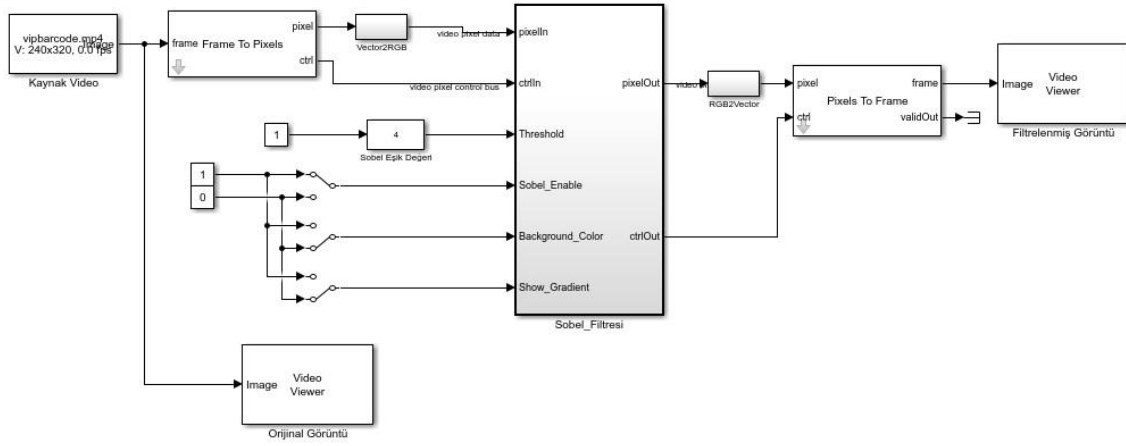 vipbarcode.mp4
V: 240x320, 0.0 fps
Image
Kaynak Video
frame
Frame To Pixels
pixel
ctrl
Vector2RGB
video pixel data
video pixel control bus
1
4
Sobel Eşik Değeri
1
0
pixelIn
ctrlIn
Threshold
Sobel_Enable
Background_Color
Show_Gradient
pixelOut
ctrlOut
Sobel_Filtresi
RGB2Vector
pixel
ctrl
Pixels To Frame
frame
validOut
Image
Video
Viewer
Filtrelenmiş Görüntü
Image
Video
Viewer
Orijinal Görüntü